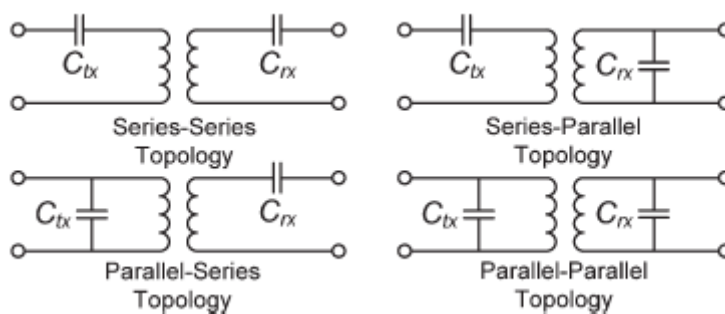 Ctx
Crx
Series-Series
Topology
Ctx
Crx
Series-Parallel
Topology
Ctx
Crx
Parallel-Series
Topology
Ctx
Crx
Parallel-Parallel
Topology